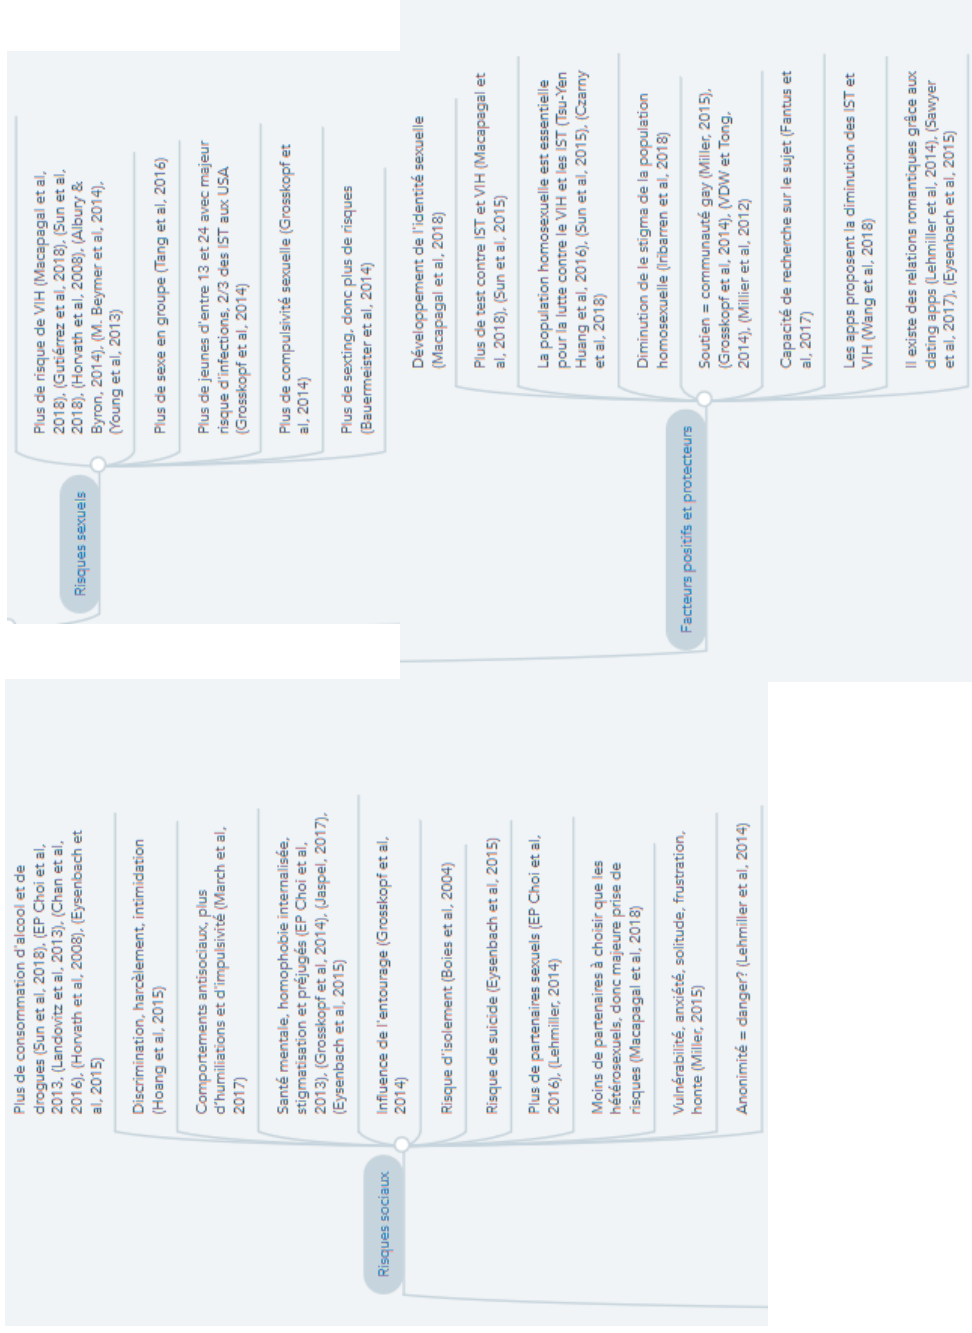 Risques sexuels
Plus de risque de VIH (Macapagal et al,
2018), (Gutiérrez et al, 2018), (Sun et al,
2018), (Horvath et al, 2008), (Albury &
Byron, 2014), (M. Beymer et al, 2014),
(Young et al, 2013)
Plus de sexe en groupe (Tang et al, 2016)
Plus de jeunes d'entre 13 et 24 avec majeur
risque d'infections, 2/3 des IST aux USA
(Grosskopf et al, 2014)
Plus de compulsivité sexuelle (Grosskopf et
al, 2014)
Plus de sexting, donc plus de risques
(Bauermeister et al, 2014)
Facteurs positifs et protecteurs
Développement de l'identité sexuelle
(Macapagal et al, 2018)
Plus de test contre IST et VIH (Macapagal et
al, 2018), (Sun et al, 2015)
La population homosexuelle est essentielle
pour la lutte contre le VIH et les IST (Tsu-Yen
Huang et al, 2016), (Sun et al, 2015), (Czarny
et al, 2018)
Diminution de le stigma de la population
homosexuelle (Iribarren et al, 2018)
Soutien = communauté gay (Miller, 2015),
(Grosskopf et al, 2014), (VDW et Tong,
2014), (Millier et al, 2012)
Capacité de recherche sur le sujet (Fantus et
al, 2017)
Les apps proposent la diminution des IST et
VIH (Wang et al, 2018)
Il existe des relations romantiques grâce aux
dating apps (Lehmiller et al, 2014), (Sawyer
et al, 2017), (Eysenbach et al, 2015)
Risques sociaux
Plus de consommation d'alcool et de
drogues (Sun et al, 2018), (EP Choi et al,
2013, (Landovitz et al, 2013), (Chan et al,
2016), (Horvath et al, 2008), (Eysenbach et
al, 2015)
Discrimination, harcèlement, intimidation
(Hoang et al, 2015)
Comportements antisociaux, plus
d'humiliations et d'impulsivité (March et al,
2017)
Santé mentale, homophobie internalisée,
stigmatisation et préjugés (EP Choi et al,
2013), (Grosskopf et al, 2014), (Jaspel, 2017),
(Eysenbach et al, 2015)
Influence de l'entourage (Grosskopf et al,
2014)
Risque d'isolement (Boies et al, 2004)
Risque de suicide (Eysenbach et al, 2015)
Plus de partenaires sexuels (EP Choi et al,
2016), (Lehmiller, 2014)
Moins de partenaires à choisir que les
hétérosexuels, donc majeure prise de
risques (Macapagal et al, 2018)
Vulnérabilité, anxiété, solitude, frustration,
honte (Miller, 2015)
Anonimité = danger? (Lehmiller et al, 2014)